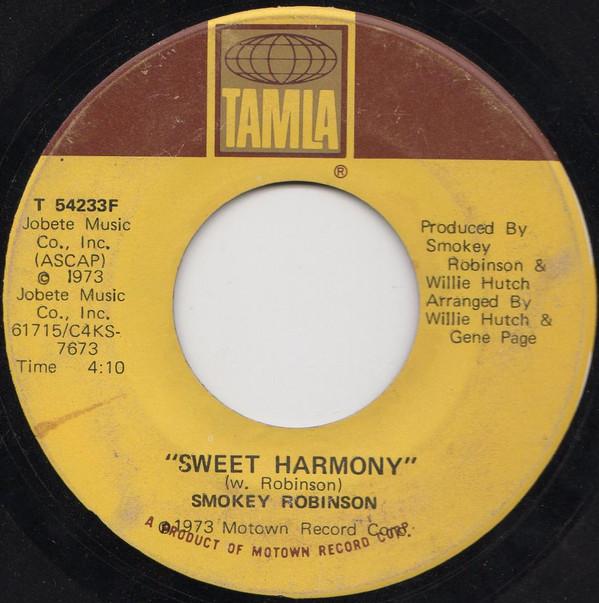 TAMLA
®
T 54233F
Jobete Music
Co., Inc.
(ASCAP)
© 1973
Jobete Music
Co., Inc.
61715/C4KS-
7673
Time 4:10
Produced By
Smokey
Robinson &
Willie Hutch
Arranged By
Willie Hutch &
Gene Page
"SWEET HARMONY"
(w. Robinson)
SMOKEY ROBINSON
℗1973 Motown Record Corp.
A PRODUCT OF MOTOWN RECORD CORP.